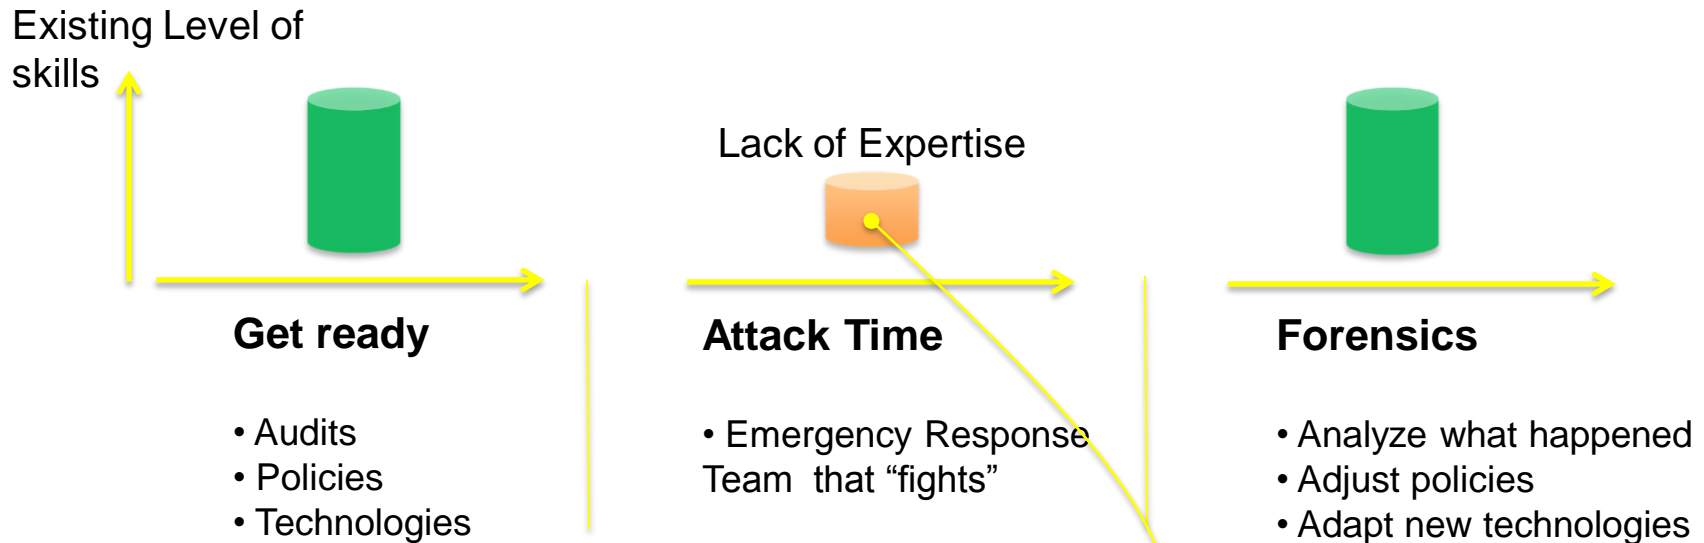 Existing Level of
skills
Lack of Expertise
Get ready
• Audits
• Policies
• Technologies
Attack Time
• Emergency Response
Team that “fights”
Forensics
• Analyze what happened
• Adjust policies
• Adapt new technologies